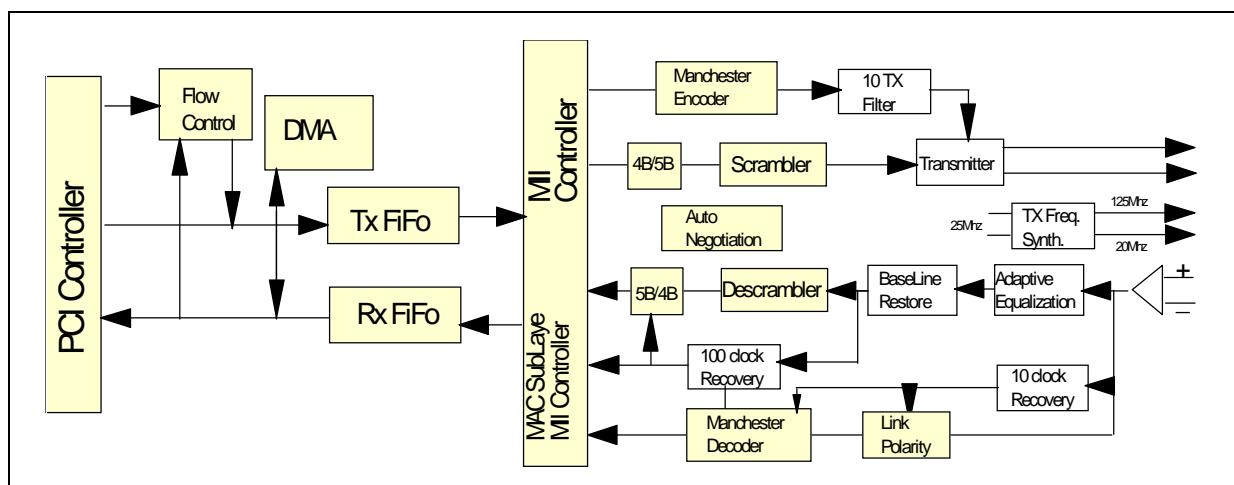 PCI Controller
Flow
Control
DMA
Tx FiFo
Rx FiFo
MII
Controller
MAC SubLaye
MII Controller
Manchester
Encoder
10 TX
Filter
4B/5B
Scrambler
Transmitter
Auto
Negotiation
25Mhz
TX Freq.
Synth.
125Mhz
20Mhz
5B/4B
Descrambler
BaseLine
Restore
Adaptive
Equalization
+
–
100 clock
Recovery
10 clock
Recovery
Manchester
Decoder
Link
Polarity